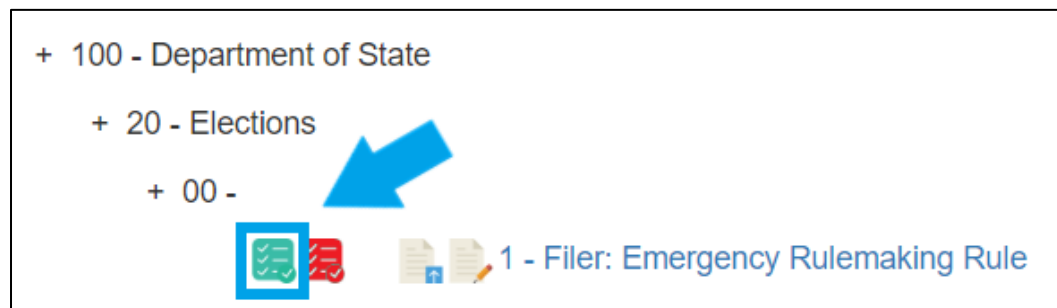 + 100 - Department of State
+ 20 - Elections
+ 00 -
1 - Filer: Emergency Rulemaking Rule